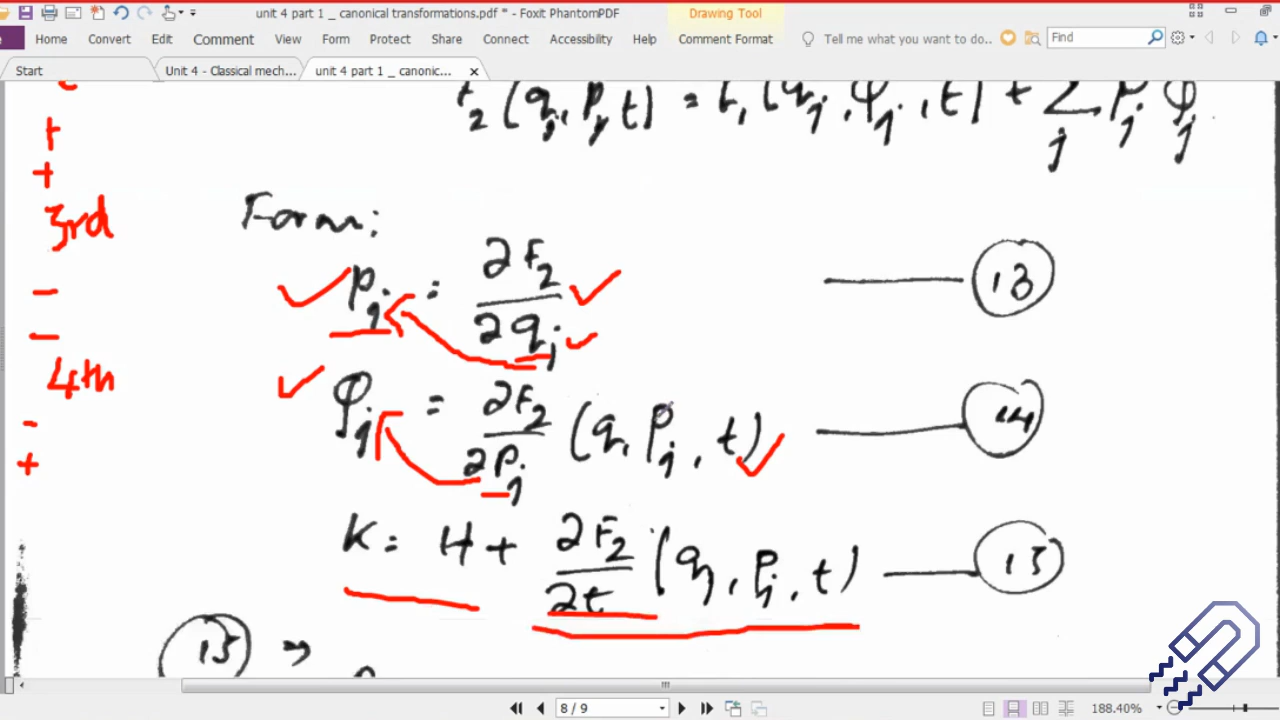 unit 4 part 1 _ canonical transformations.pdf * - Foxit PhantomPDF
Drawing Tool
Home Convert Edit Comment View Form Protect Share Connect Accessibility Help Comment Format Tell me what you want to do.. Find
Start Unit 4 - Classical mech... unit 4 part 1 _ canonic... ×
F₂ (qⱼ, Pⱼ, t) = F₁ (qⱼ, φⱼ, t) + Σⱼ Pⱼ φⱼ
+
+
3rd
Form:
pⱼ = ∂F₂ / ∂qⱼ — 13
-
-
4th
φⱼ = ∂F₂ / ∂Pⱼ (q, Pⱼ, t) — 14
-
+
K = H + ∂F₂ / ∂t (qⱼ, Pⱼ, t) — 15
15 ⇒
8 / 9
188.40%